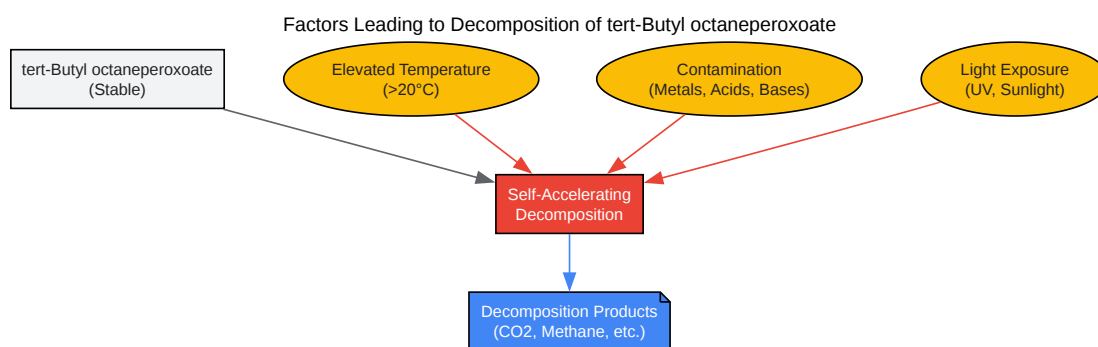 Factors Leading to Decomposition of tert-Butyl octaneperoxoate
tert-Butyl octaneperoxoate
(Stable)
Elevated Temperature
(>20°C)
Contamination
(Metals, Acids, Bases)
Light Exposure
(UV, Sunlight)
Self-Accelerating
Decomposition
Decomposition Products
(CO2, Methane, etc.)